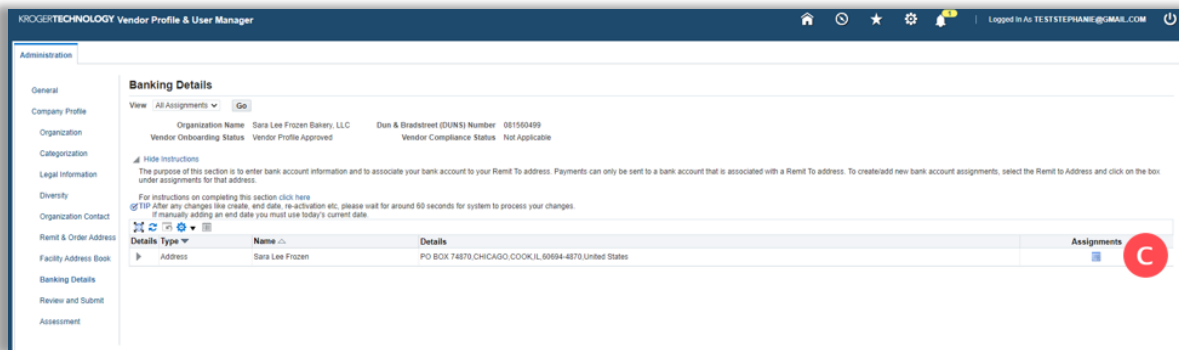 KROGERTECHNOLOGY Vendor Profile & User Manager
1
Logged In As TESTSTEPHANIE@GMAIL.COM
Administration
General
Company Profile
Organization
Categorization
Legal Information
Diversity
Organization Contact
Remit & Order Address
Facility Address Book
Banking Details
Review and Submit
Assessment
Banking Details
View All Assignments Go
Organization Name Sara Lee Frozen Bakery, LLC Dun & Bradstreet (DUNS) Number 081560499
Vendor Onboarding Status Vendor Profile Approved Vendor Compliance Status Not Applicable
Hide Instructions
The purpose of this section is to enter bank account information and to associate your bank account to your Remit To address. Payments can only be sent to a bank account that is associated with a Remit To address. To create/add new bank account assignments, select the Remit to Address and click on the box
under assignments for that address.
For instructions on completing this section click here
TIP After any changes like create, end date, re-activation etc, please wait for around 60 seconds for system to process your changes.
If manually adding an end date you must use today's current date.
Details Type Name Details Assignments
Address Sara Lee Frozen PO BOX 74870,CHICAGO,COOK,IL,60694-4870,United States
C